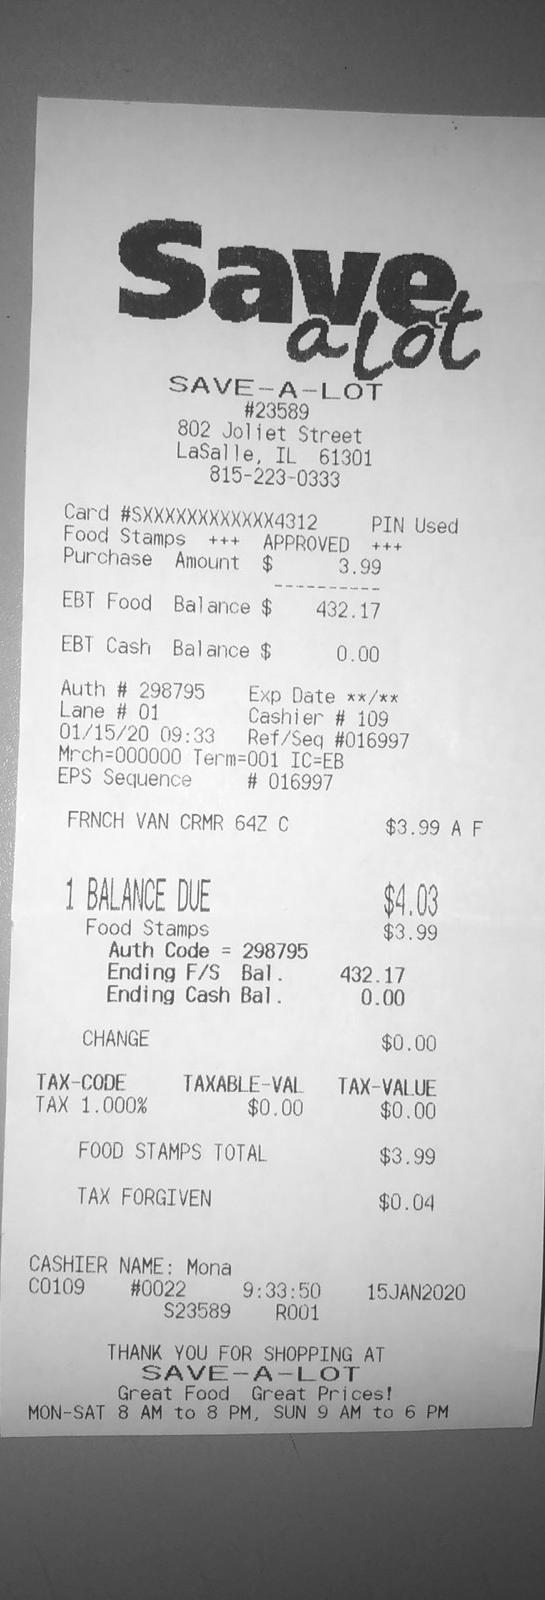 Save
a lot
SAVE-A-LOT
#23589
802 Joliet Street
LaSalle, IL 61301
815-223-0333
Card #SXXXXXXXXXXXX4312 PIN Used
Food Stamps +++ APPROVED +++
Purchase Amount $ 3.99
----------
EBT Food Balance $ 432.17
EBT Cash Balance $ 0.00
Auth # 298795 Exp Date **/**
Lane # 01 Cashier # 109
01/15/20 09:33 Ref/Seq #016997
Mrch=000000 Term=001 IC=EB
EPS Sequence # 016997
FRNCH VAN CRMR 64Z C $3.99 A F
1 BALANCE DUE $4.03
Food Stamps $3.99
Auth Code = 298795
Ending F/S Bal. 432.17
Ending Cash Bal. 0.00
CHANGE $0.00
TAX-CODE TAXABLE-VAL TAX-VALUE
TAX 1.000% $0.00 $0.00
FOOD STAMPS TOTAL $3.99
TAX FORGIVEN $0.04
CASHIER NAME: Mona
C0109 #0022 9:33:50 15JAN2020
S23589 R001
THANK YOU FOR SHOPPING AT
SAVE-A-LOT
Great Food Great Prices!
MON-SAT 8 AM to 8 PM, SUN 9 AM to 6 PM